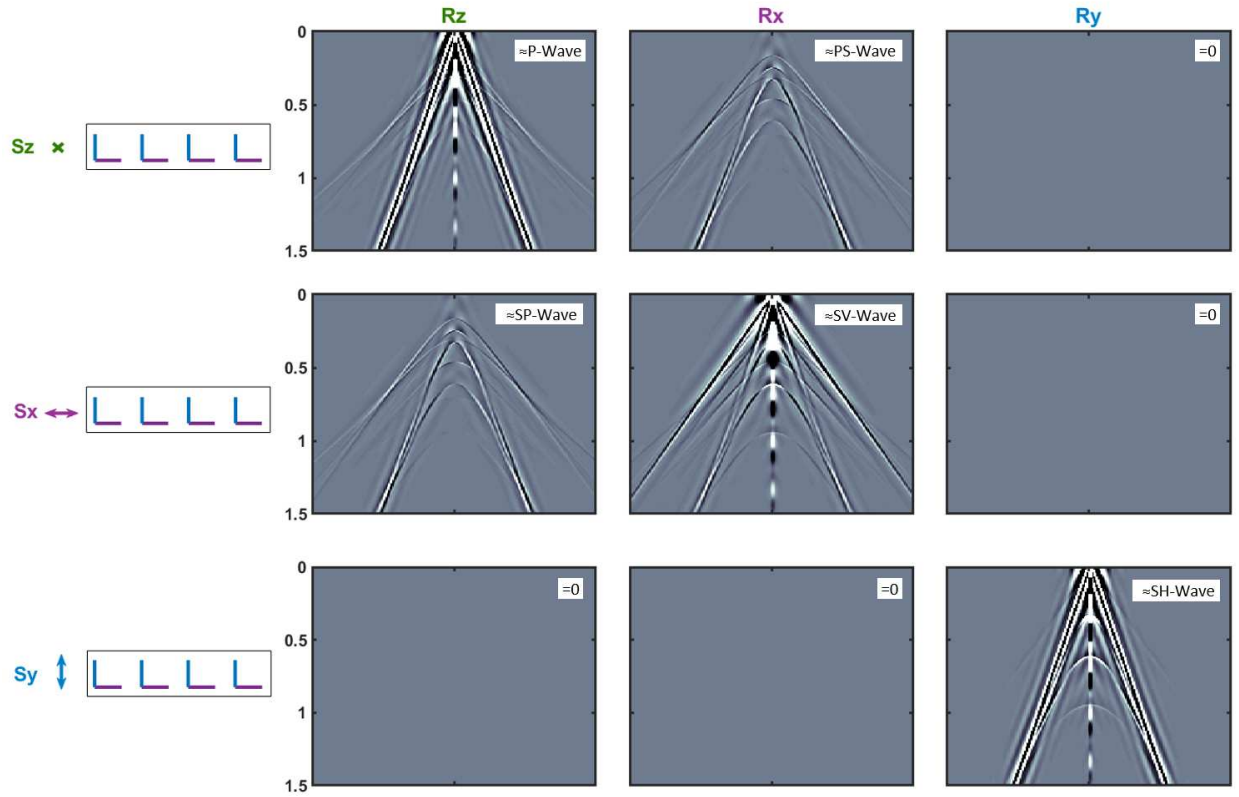 Rz Rx Ry
0
≈P-Wave ≈PS-Wave =0
0.5
Sz
1
1.5
0
≈SP-Wave ≈SV-Wave =0
0.5
Sx
1
1.5
0
=0 =0 ≈SH-Wave
0.5
Sy
1
1.5